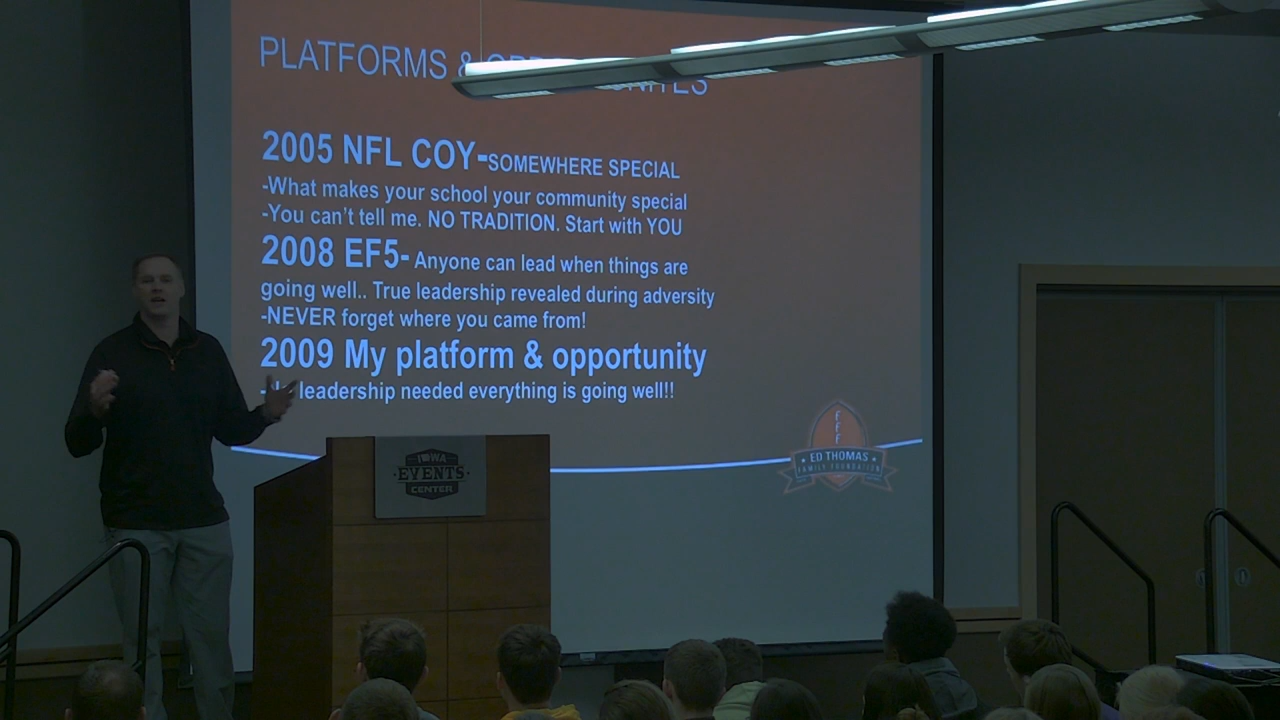 PLATFORMS &
2005 NFL COY-SOMEWHERE SPECIAL
-What makes your school your community special
-You can't tell me. NO TRADITION. Start with YOU
2008 EF5- Anyone can lead when things are
going well.. True leadership revealed during adversity
-NEVER forget where you came from!
2009 My platform & opportunity
leadership needed everything is going well!!
FFF
ED THOMAS
FAMILY FOUNDATION
IOWA
EVENTS
CENTER